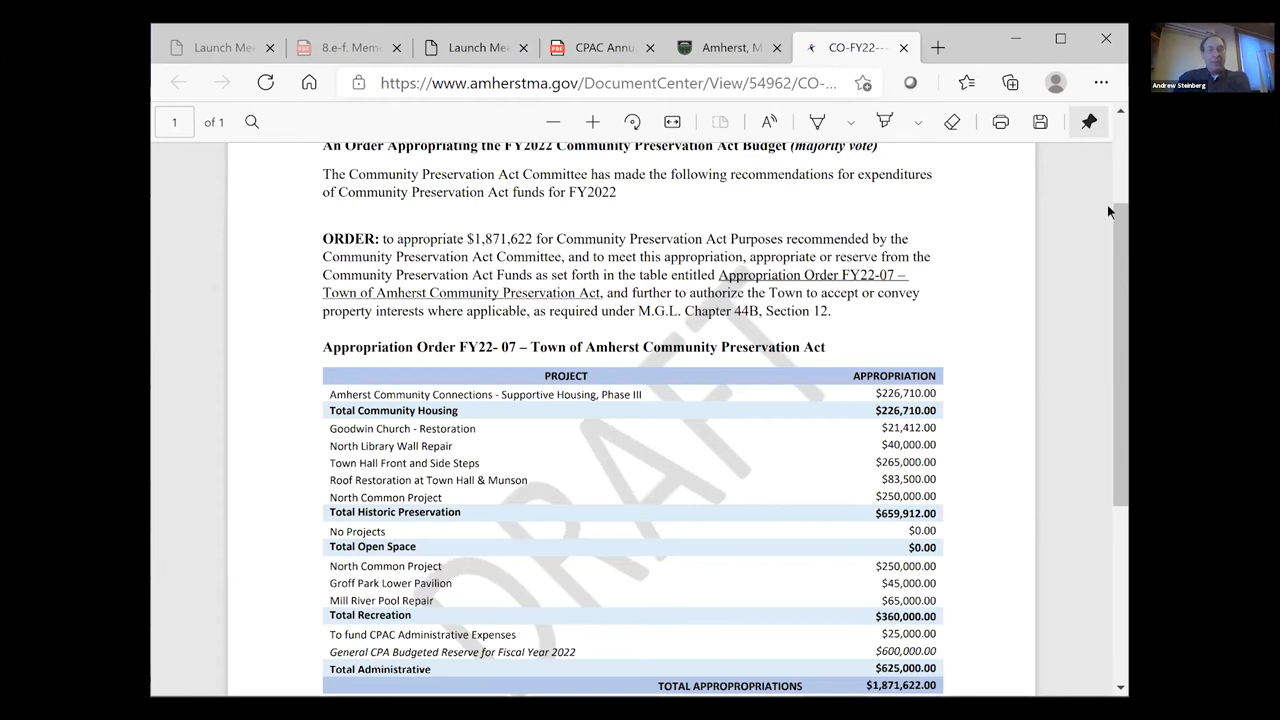 Launch Mee
8.e-f. Mem
Launch Mee
CPAC Annu
Amherst, M
CO-FY22---
https://www.amherstma.gov/DocumentCenter/View/54962/CO-...
1 of 1
An Order Appropriating the FY2022 Community Preservation Act Budget (majority vote)
The Community Preservation Act Committee has made the following recommendations for expenditures
of Community Preservation Act funds for FY2022
ORDER: to appropriate $1,871,622 for Community Preservation Act Purposes recommended by the
Community Preservation Act Committee, and to meet this appropriation, appropriate or reserve from the
Community Preservation Act Funds as set forth in the table entitled Appropriation Order FY22-07 –
Town of Amherst Community Preservation Act, and further to authorize the Town to accept or convey
property interests where applicable, as required under M.G.L. Chapter 44B, Section 12.
Appropriation Order FY22- 07 – Town of Amherst Community Preservation Act
PROJECT APPROPRIATION
Amherst Community Connections - Supportive Housing, Phase III $226,710.00
Total Community Housing $226,710.00
Goodwin Church - Restoration $21,412.00
North Library Wall Repair $40,000.00
Town Hall Front and Side Steps $265,000.00
Roof Restoration at Town Hall & Munson $83,500.00
North Common Project $250,000.00
Total Historic Preservation $659,912.00
No Projects $0.00
Total Open Space $0.00
North Common Project $250,000.00
Groff Park Lower Pavilion $45,000.00
Mill River Pool Repair $65,000.00
Total Recreation $360,000.00
To fund CPAC Administrative Expenses $25,000.00
General CPA Budgeted Reserve for Fiscal Year 2022 $600,000.00
Total Administrative $625,000.00
TOTAL APPROPROPRIATIONS $1,871,622.00
DRAFT
Andrew Steinberg